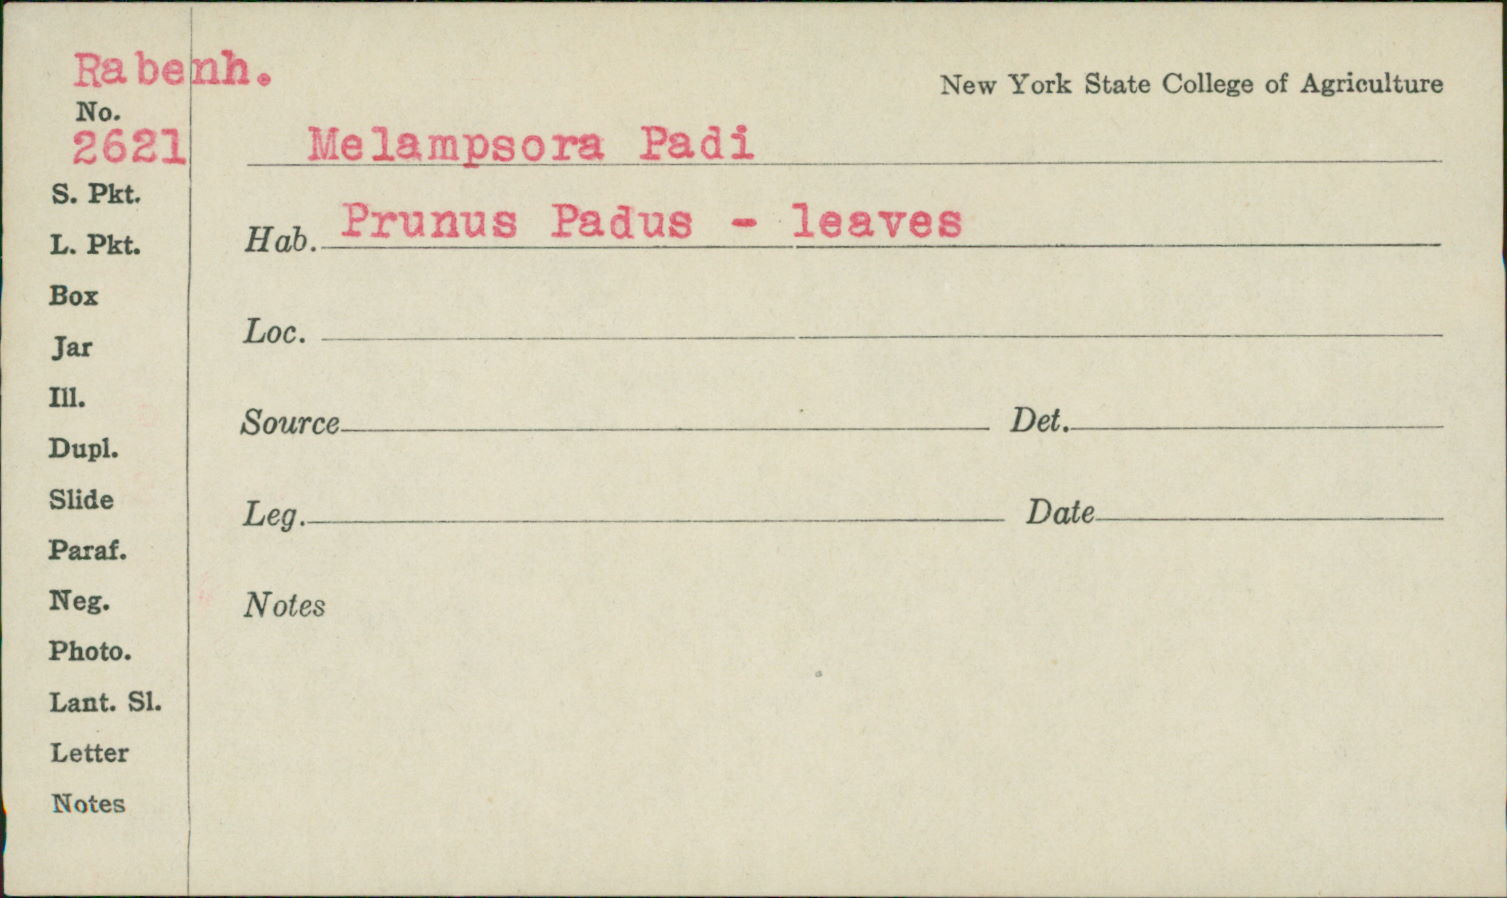 Rabenh.
New York State College of Agriculture
No.
2621
Melampsora Padi
S. Pkt.
Hab. Prunus Padus - leaves
L. Pkt.
Box
Loc.
Jar
Ill.
Source Det.
Dupl.
Slide
Leg. Date
Paraf.
Neg.
Notes
Photo.
Lant. Sl.
Letter
Notes